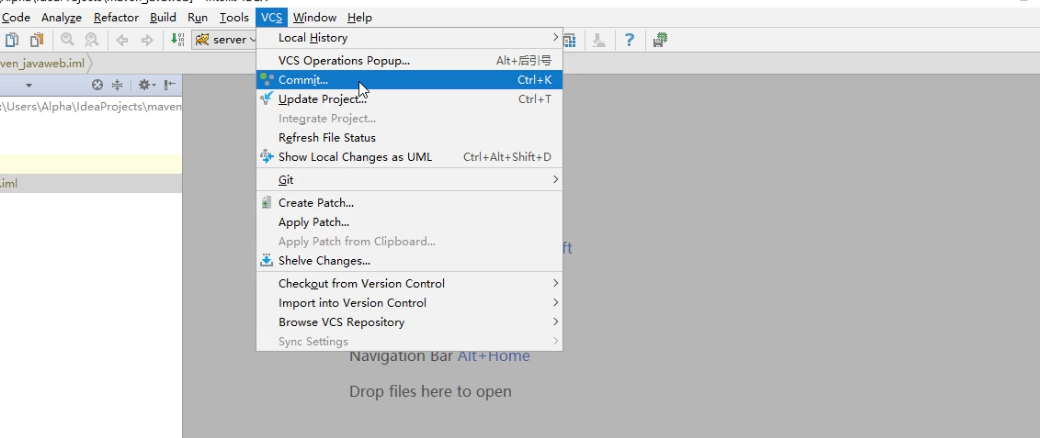 Code Analyze Refactor Build Run Tools VCS Window Help
server
Local History
ven_javaweb.iml
VCS Operations Popup... Alt+后引号
Commit... Ctrl+K
:\Users\Alpha\IdeaProjects\maven
Update Project... Ctrl+T
Integrate Project...
Refresh File Status
Show Local Changes as UML Ctrl+Alt+Shift+D
Git
.iml
Create Patch...
Apply Patch...
Apply Patch from Clipboard...
ft
Shelve Changes...
Checkout from Version Control
Import into Version Control
Browse VCS Repository
Sync Settings
Navigation Bar Alt+Home
Drop files here to open